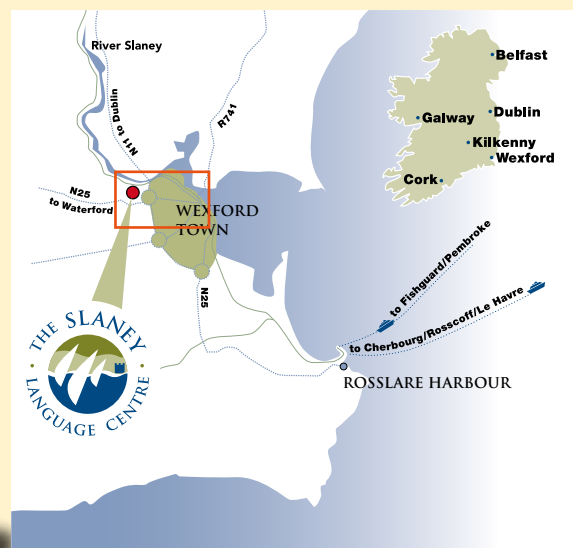 River Slaney
N11 to Dublin
R741
N25
to Waterford
WEXFORD
TOWN
N25
THE SLANEY
LANGUAGE CENTRE
Belfast
Dublin
Galway
Kilkenny
Wexford
Cork
to Fishguard/Pembroke
to Cherbourg/Rosscoff/Le Havre
ROSSLARE HARBOUR